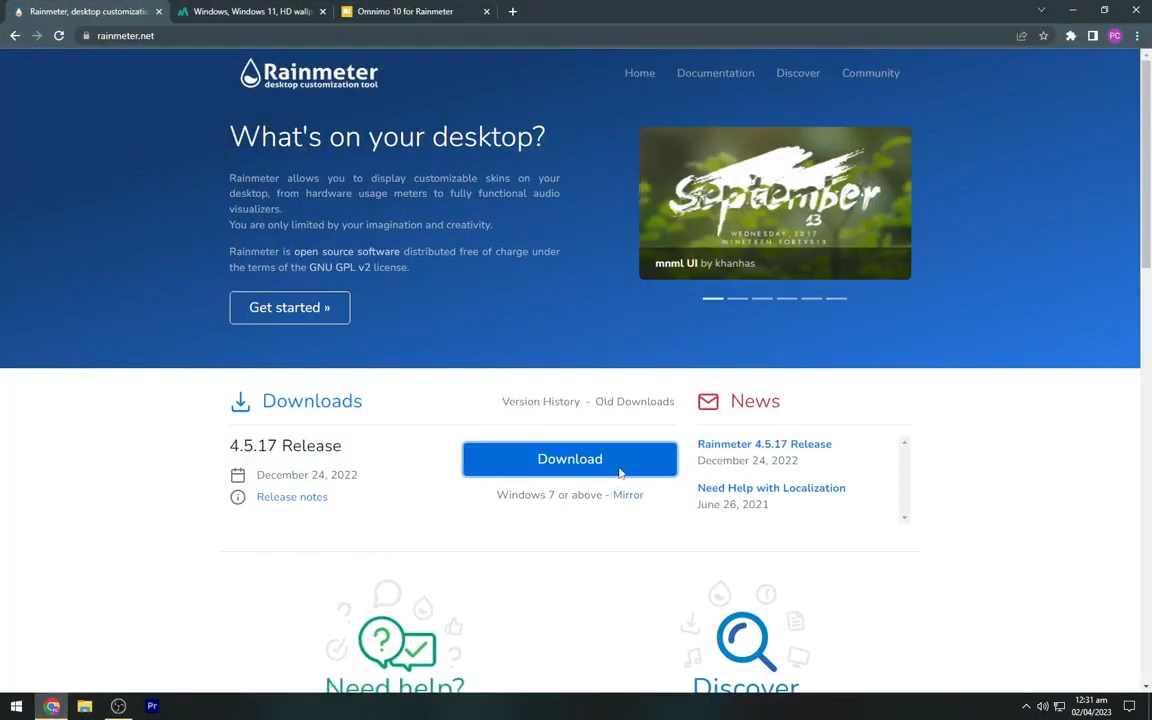 Rainmeter, desktop customizatio
Windows, Windows 11, HD wallp
Omnimo 10 for Rainmeter
rainmeter.net
PC
Rainmeter
desktop customization tool
Home
Documentation
Discover
Community
What's on your desktop?
Rainmeter allows you to display customizable skins on your
desktop, from hardware usage meters to fully functional audio
visualizers.
You are only limited by your imagination and creativity.
Rainmeter is open source software distributed free of charge under
the terms of the GNU GPL v2 license.
Get started »
September
13
WEDNESDAY, 2017
NINETEEN FORTYSIX
mnml UI by khanhas
Downloads
Version History - Old Downloads
4.5.17 Release
December 24, 2022
Release notes
Download
Windows 7 or above - Mirror
News
Rainmeter 4.5.17 Release
December 24, 2022
Need Help with Localization
June 26, 2021
Need help?
Discover
Pr
12:31 am
02/04/2023